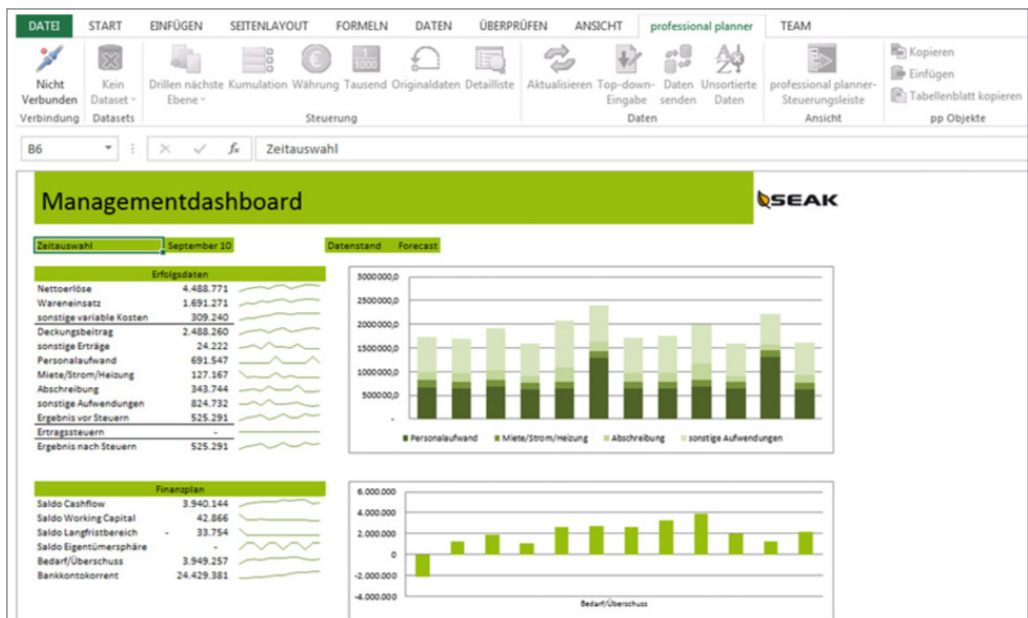 DATEI START EINFÜGEN SEITENLAYOUT FORMELN DATEN ÜBERPRÜFEN ANSICHT professional planner TEAM
Nicht Verbunden
Kein Dataset
Drillen nächste Ebene
Kumulation
Währung
Tausend
Originaldaten
Detailliste
Aktualisieren
Top-down-Eingabe
Daten senden
Unsortierte Daten
professional planner-Steuerungsleiste
Kopieren
Einfügen
Tabellenblatt kopieren
Verbindung Datasets Steuerung Daten Ansicht pp Objekte
B6 fx Zeitauswahl
Managementdashboard
SEAK
Zeitauswahl September 10 Datenstand Forecast
Erfolgsdaten
Nettoerlöse 4.488.771
Wareneinsatz 1.691.271
sonstige variable Kosten 309.240
Deckungsbeitrag 2.488.260
sonstige Erträge 24.222
Personalaufwand 691.547
Miete/Strom/Heizung 127.167
Abschreibung 343.744
sonstige Aufwendungen 824.732
Ergebnis vor Steuern 525.291
Ertragssteuern -
Ergebnis nach Steuern 525.291
3000000,0
2500000,0
2000000,0
1500000,0
1000000,0
500000,0
-
Personalaufwand Miete/Strom/Heizung Abschreibung sonstige Aufwendungen
Finanzplan
Saldo Cashflow 3.940.144
Saldo Working Capital 42.866
Saldo Langfristbereich - 33.754
Saldo Eigentümersphäre -
Bedarf/Überschuss 3.949.257
Bankkontokorrent 24.429.381
6.000.000
4.000.000
2.000.000
0
-2.000.000
-4.000.000
Bedarf/Überschuss